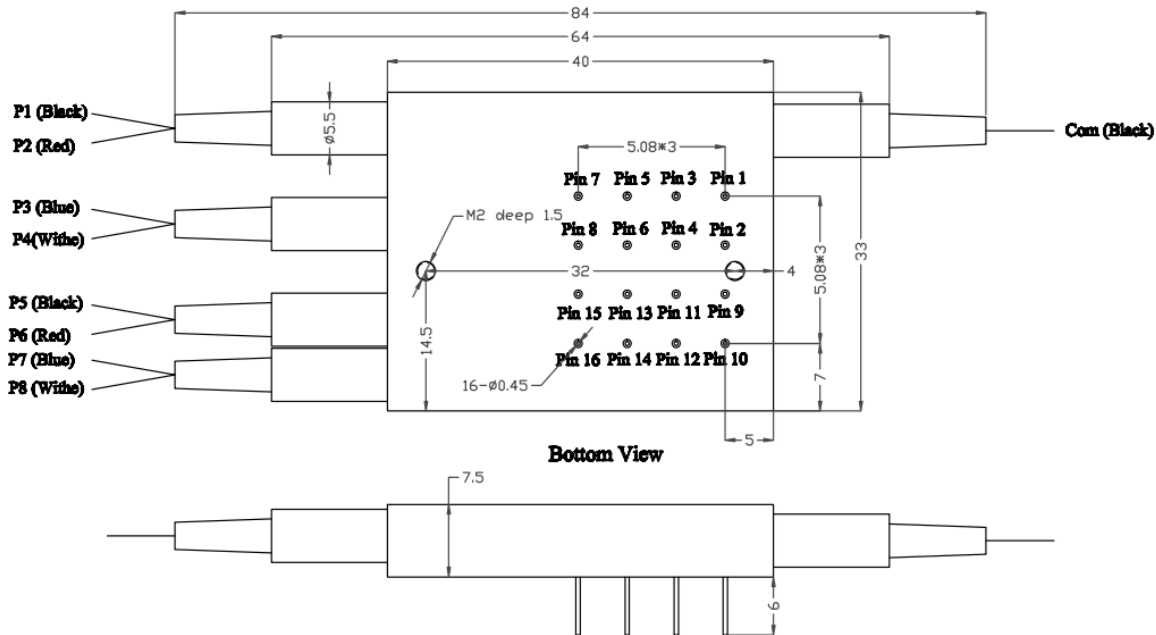 84
64
40
P1 (Black)
P2 (Red)
ø5.5
Com (Black)
5.08*3
Pin 7 Pin 5 Pin 3 Pin 1
P3 (Blue)
P4(Withe)
M2 deep 1.5
Pin 8 Pin 6 Pin 4 Pin 2
32
4
5.08*3
33
P5 (Black)
P6 (Red)
Pin 15 Pin 13 Pin 11 Pin 9
14.5
P7 (Blue)
P8 (Withe)
Pin 16 Pin 14 Pin 12 Pin 10
16-ø0.45
7
5
Bottom View
7.5
6